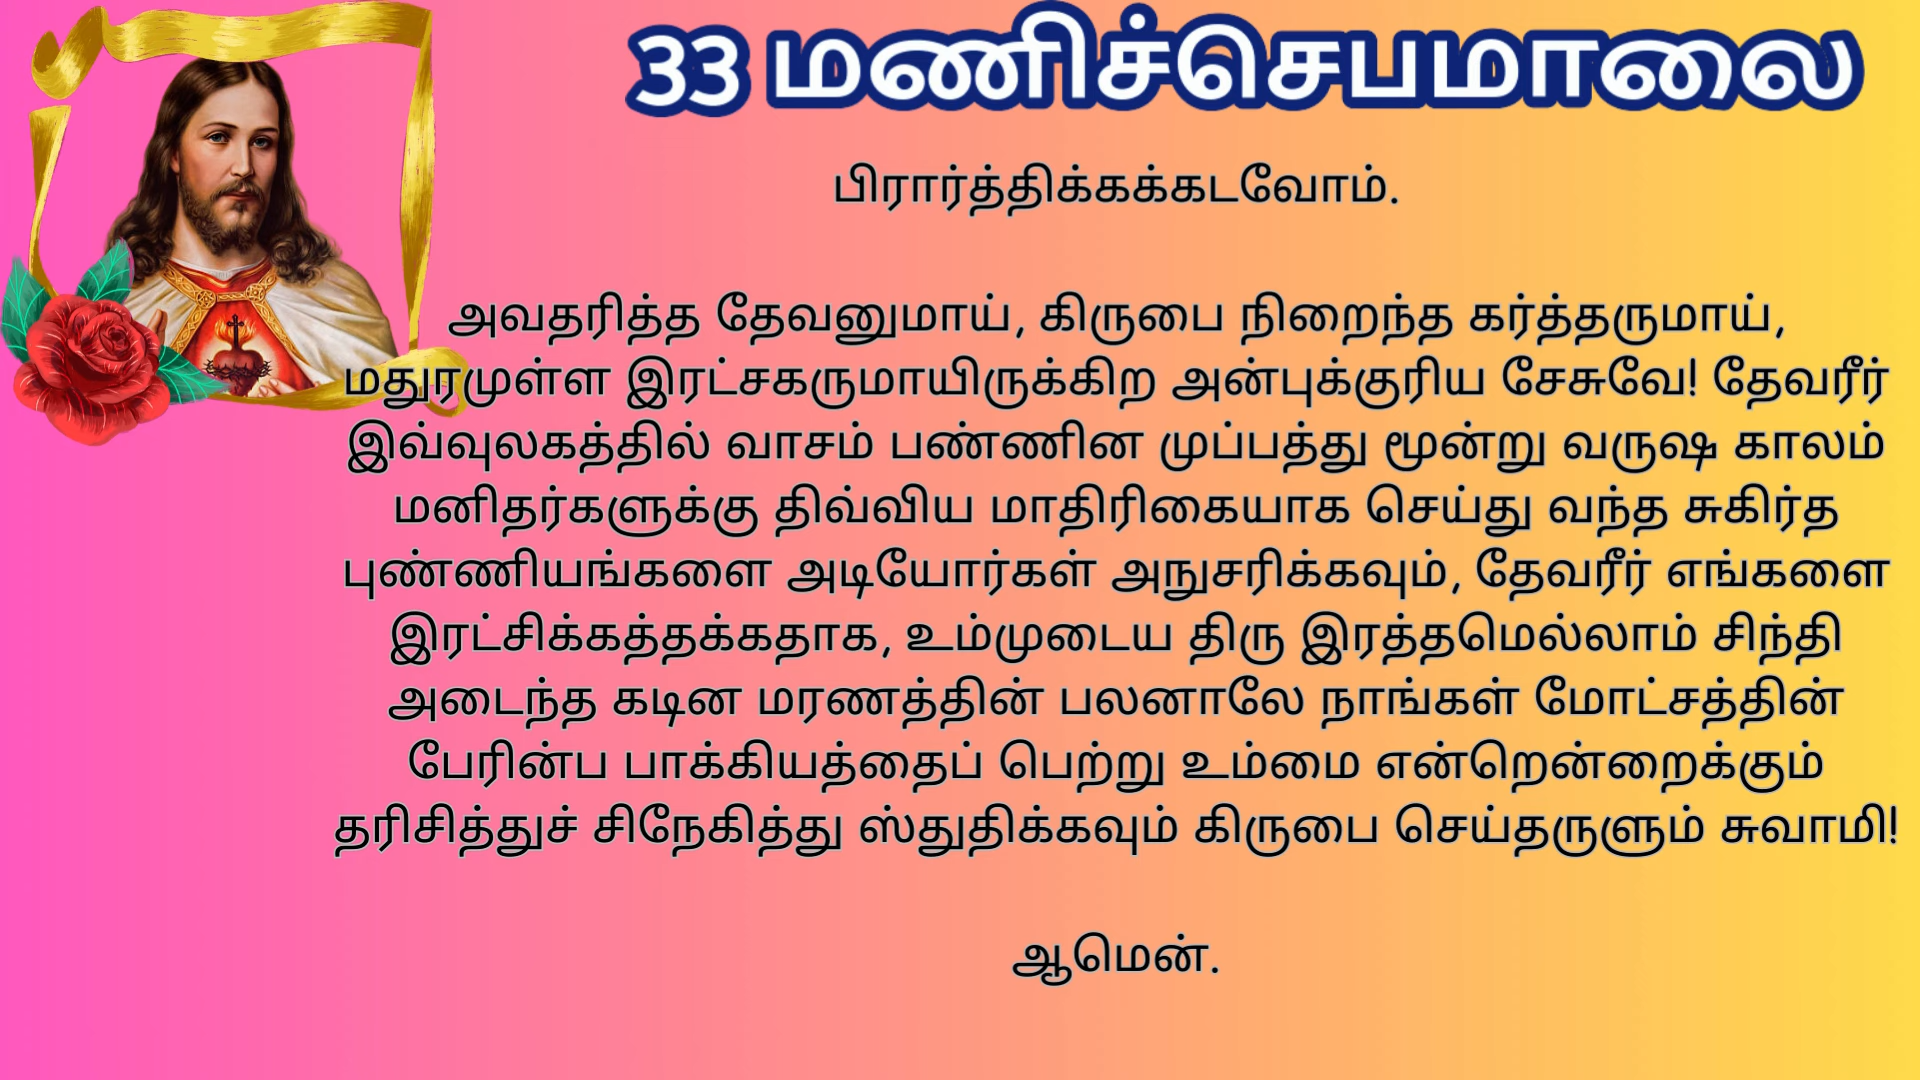 33 மணிச்செபமாலை
பிரார்த்திக்கக்கடவோம்.
அவதரித்த தேவனுமாய், கிருபை நிறைந்த கர்த்தருமாய்,
மதுரமுள்ள இரட்சகருமாயிருக்கிற அன்புக்குரிய சேசுவே! தேவரீர்
இவ்வுலகத்தில் வாசம் பண்ணின முப்பத்து மூன்று வருஷ காலம்
மனிதர்களுக்கு திவ்விய மாதிரிகையாக செய்து வந்த சுகிர்த
புண்ணியங்களை அடியோர்கள் அநுசரிக்கவும், தேவரீர் எங்களை
இரட்சிக்கத்தக்கதாக, உம்முடைய திரு இரத்தமெல்லாம் சிந்தி
அடைந்த கடின மரணத்தின் பலனாலே நாங்கள் மோட்சத்தின்
பேரின்ப பாக்கியத்தைப் பெற்று உம்மை என்றென்றைக்கும்
தரிசித்துச் சிநேகித்து ஸ்துதிக்கவும் கிருபை செய்தருளும் சுவாமி!
ஆமென்.